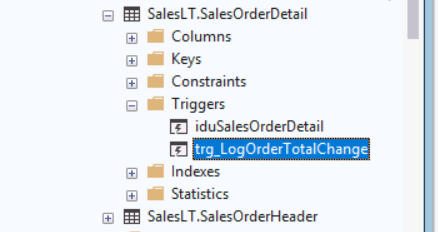 SalesLT.SalesOrderDetail
Columns
Keys
Constraints
Triggers
iduSalesOrderDetail
trg_LogOrderTotalChange
Indexes
Statistics
SalesLT.SalesOrderHeader